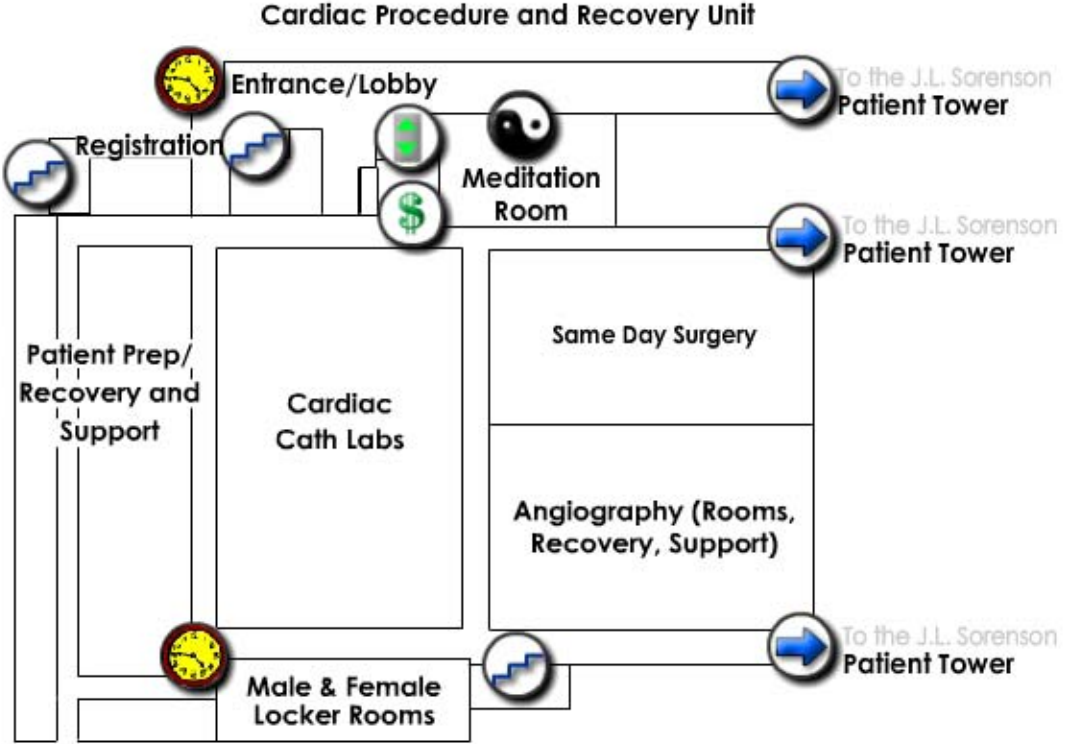 Cardiac Procedure and Recovery Unit
Entrance/Lobby
To the J.L. Sorenson
Patient Tower
Registration
$
Meditation
Room
To the J.L. Sorenson
Patient Tower
Same Day Surgery
Patient Prep/
Recovery and
Support
Cardiac
Cath Labs
Angiography (Rooms,
Recovery, Support)
To the J.L. Sorenson
Patient Tower
Male & Female
Locker Rooms